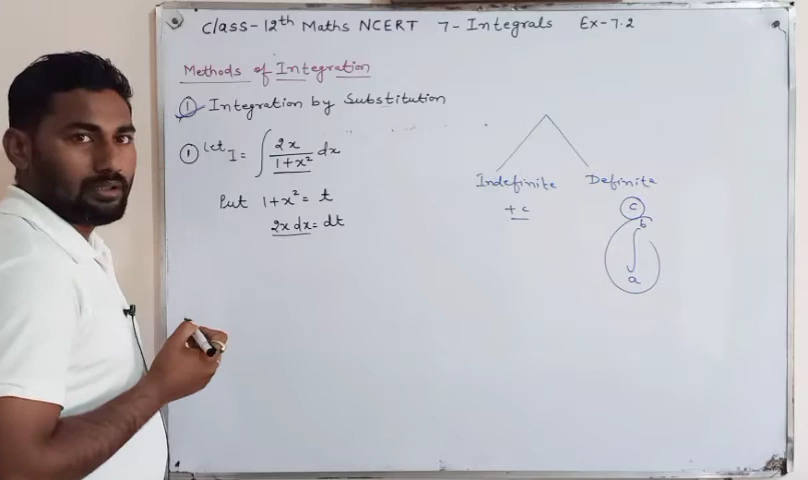 Class-12th Maths NCERT 7-Integrals Ex-7.2
Methods of Integration
① Integration by Substitution
① Let I = ∫ 2x / 1+x² dx
Put 1+x² = t
2x dx = dt
Indefinite Definite
+ c
c
b
∫
a